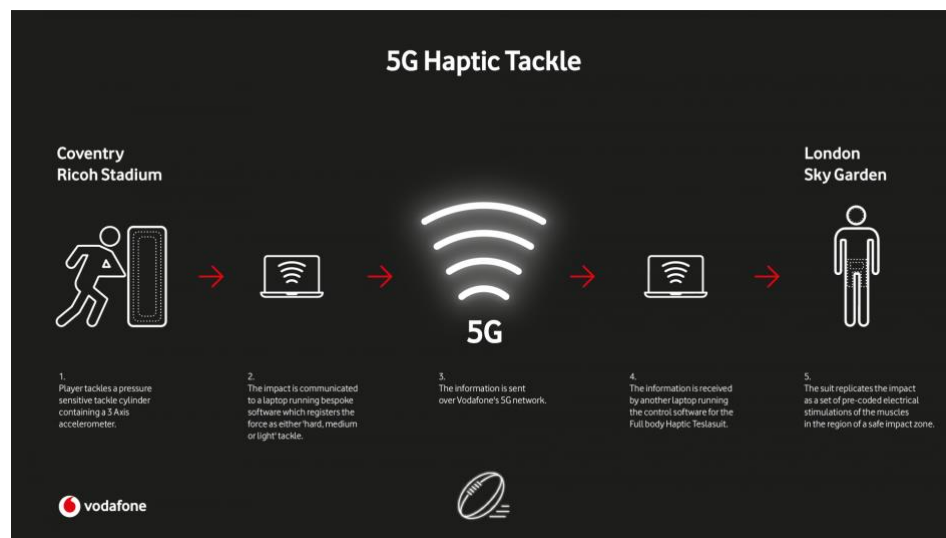 5G Haptic Tackle
Coventry
Ricoh Stadium
London
Sky Garden
5G
1.
Player tackles a pressure
sensitive tackle cylinder
containing a 3 Axis
accelerometer.
2.
The impact is communicated
to a laptop running bespoke
software which registers the
force as either 'hard, medium
or light' tackle.
3.
The information is sent
over Vodafone's 5G network.
4.
The information is received
by another laptop running
the control software for the
Full body Haptic Teslasuit.
5.
The suit replicates the impact
as a set of pre-coded electrical
stimulations of the muscles
in the region of a safe impact zone.
vodafone